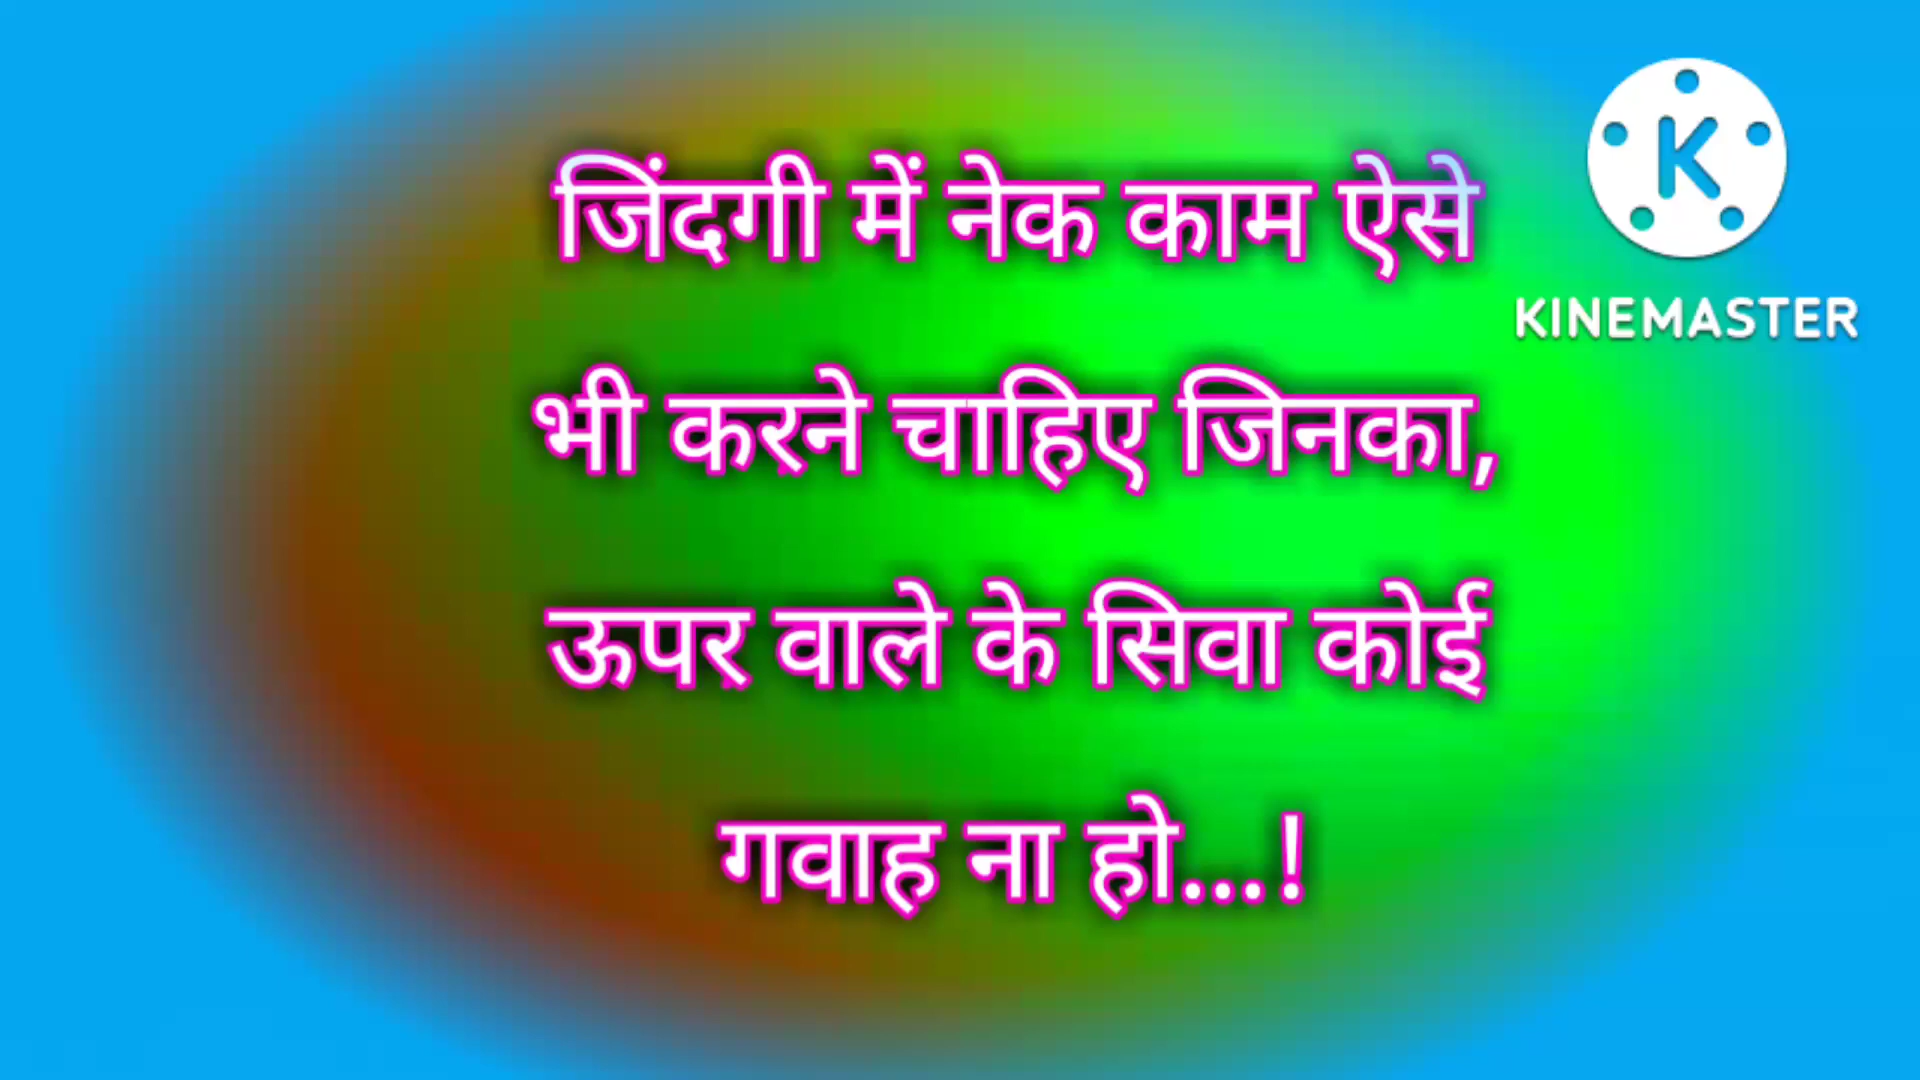 जिंदगी में नेक काम ऐसे
भी करने चाहिए जिनका,
ऊपर वाले के सिवा कोई
गवाह ना हो...!
K
KINEMASTER